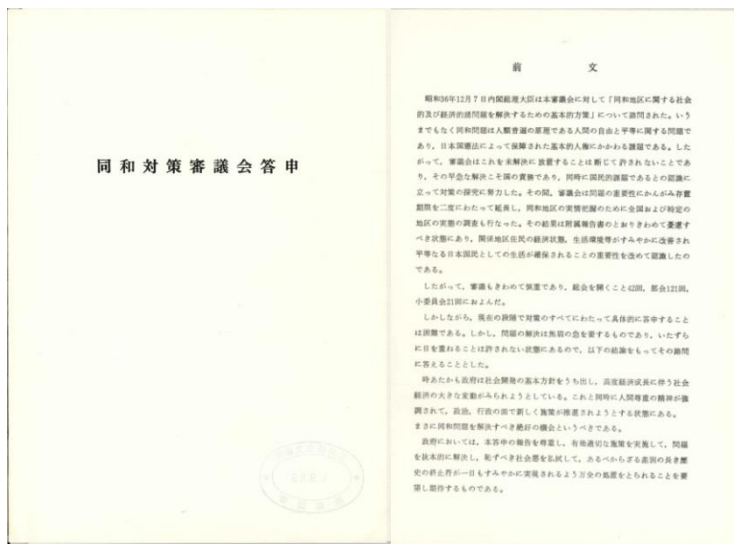 同和対策審議会答申
前 文
昭和36年12月7日内閣総理大臣は本審議会に対して「同和地区に関する社会
的及び経済的諸問題を解決するための基本的方策」について諮問された。いう
までもなく同和問題は人類普遍の原理である人間の自由と平等に関する問題で
あり、日本国憲法によって保障された基本的人権にかかわる課題である。した
がって、審議会はこれを未解決に放置することは断じて許されないことであ
り、その早急な解決こそ国の責務であり、同時に国民的課題であるとの認識に
立って対策の探究に努力した。その間、審議会は問題の重要性にかんがみ存置
期限を二度にわたって延長し、同和地区の実情把握のために全国および特定の
地区の実態の調査も行なった。その結果は附属報告書のとおりきわめて憂慮す
べき状態にあり、関係地区住民の経済状態、生活環境等がすみやかに改善され
平等なる日本国民としての生活が確保されることの重要性を改めて認識したの
である。
したがって、審議もきわめて慎重であり、総会を開くこと42回、部会121回、
小委員会21回におよんだ。
しかしながら、現在の段階で対策のすべてにわたって具体的に答申すること
は困難である。しかし、問題の解決は焦眉の急を要するものであり、いたずら
に日を重ねることは許されない状態にあるので、以下の結論をもってその諮問
に答えることとした。
時あたかも政府は社会開発の基本方針をうち出し、高度経済成長に伴う社会
経済の大きな変動がみられようとしている。これと同時に人間尊重の精神が強
調されて、政治、行政の面で新しく施策が推進されようとする状態にある。
まさに同和問題を解決すべき絶好の機会というべきである。
政府においては、本答申の報告を尊重し、有効適切な施策を実施して、問題
を抜本的に解決し、恥ずべき社会悪を払拭して、あるべからざる差別の長き歴
史の終止符が一日もすみやかに実現されるよう万全の処置をとられることを要
望し期待するものである。